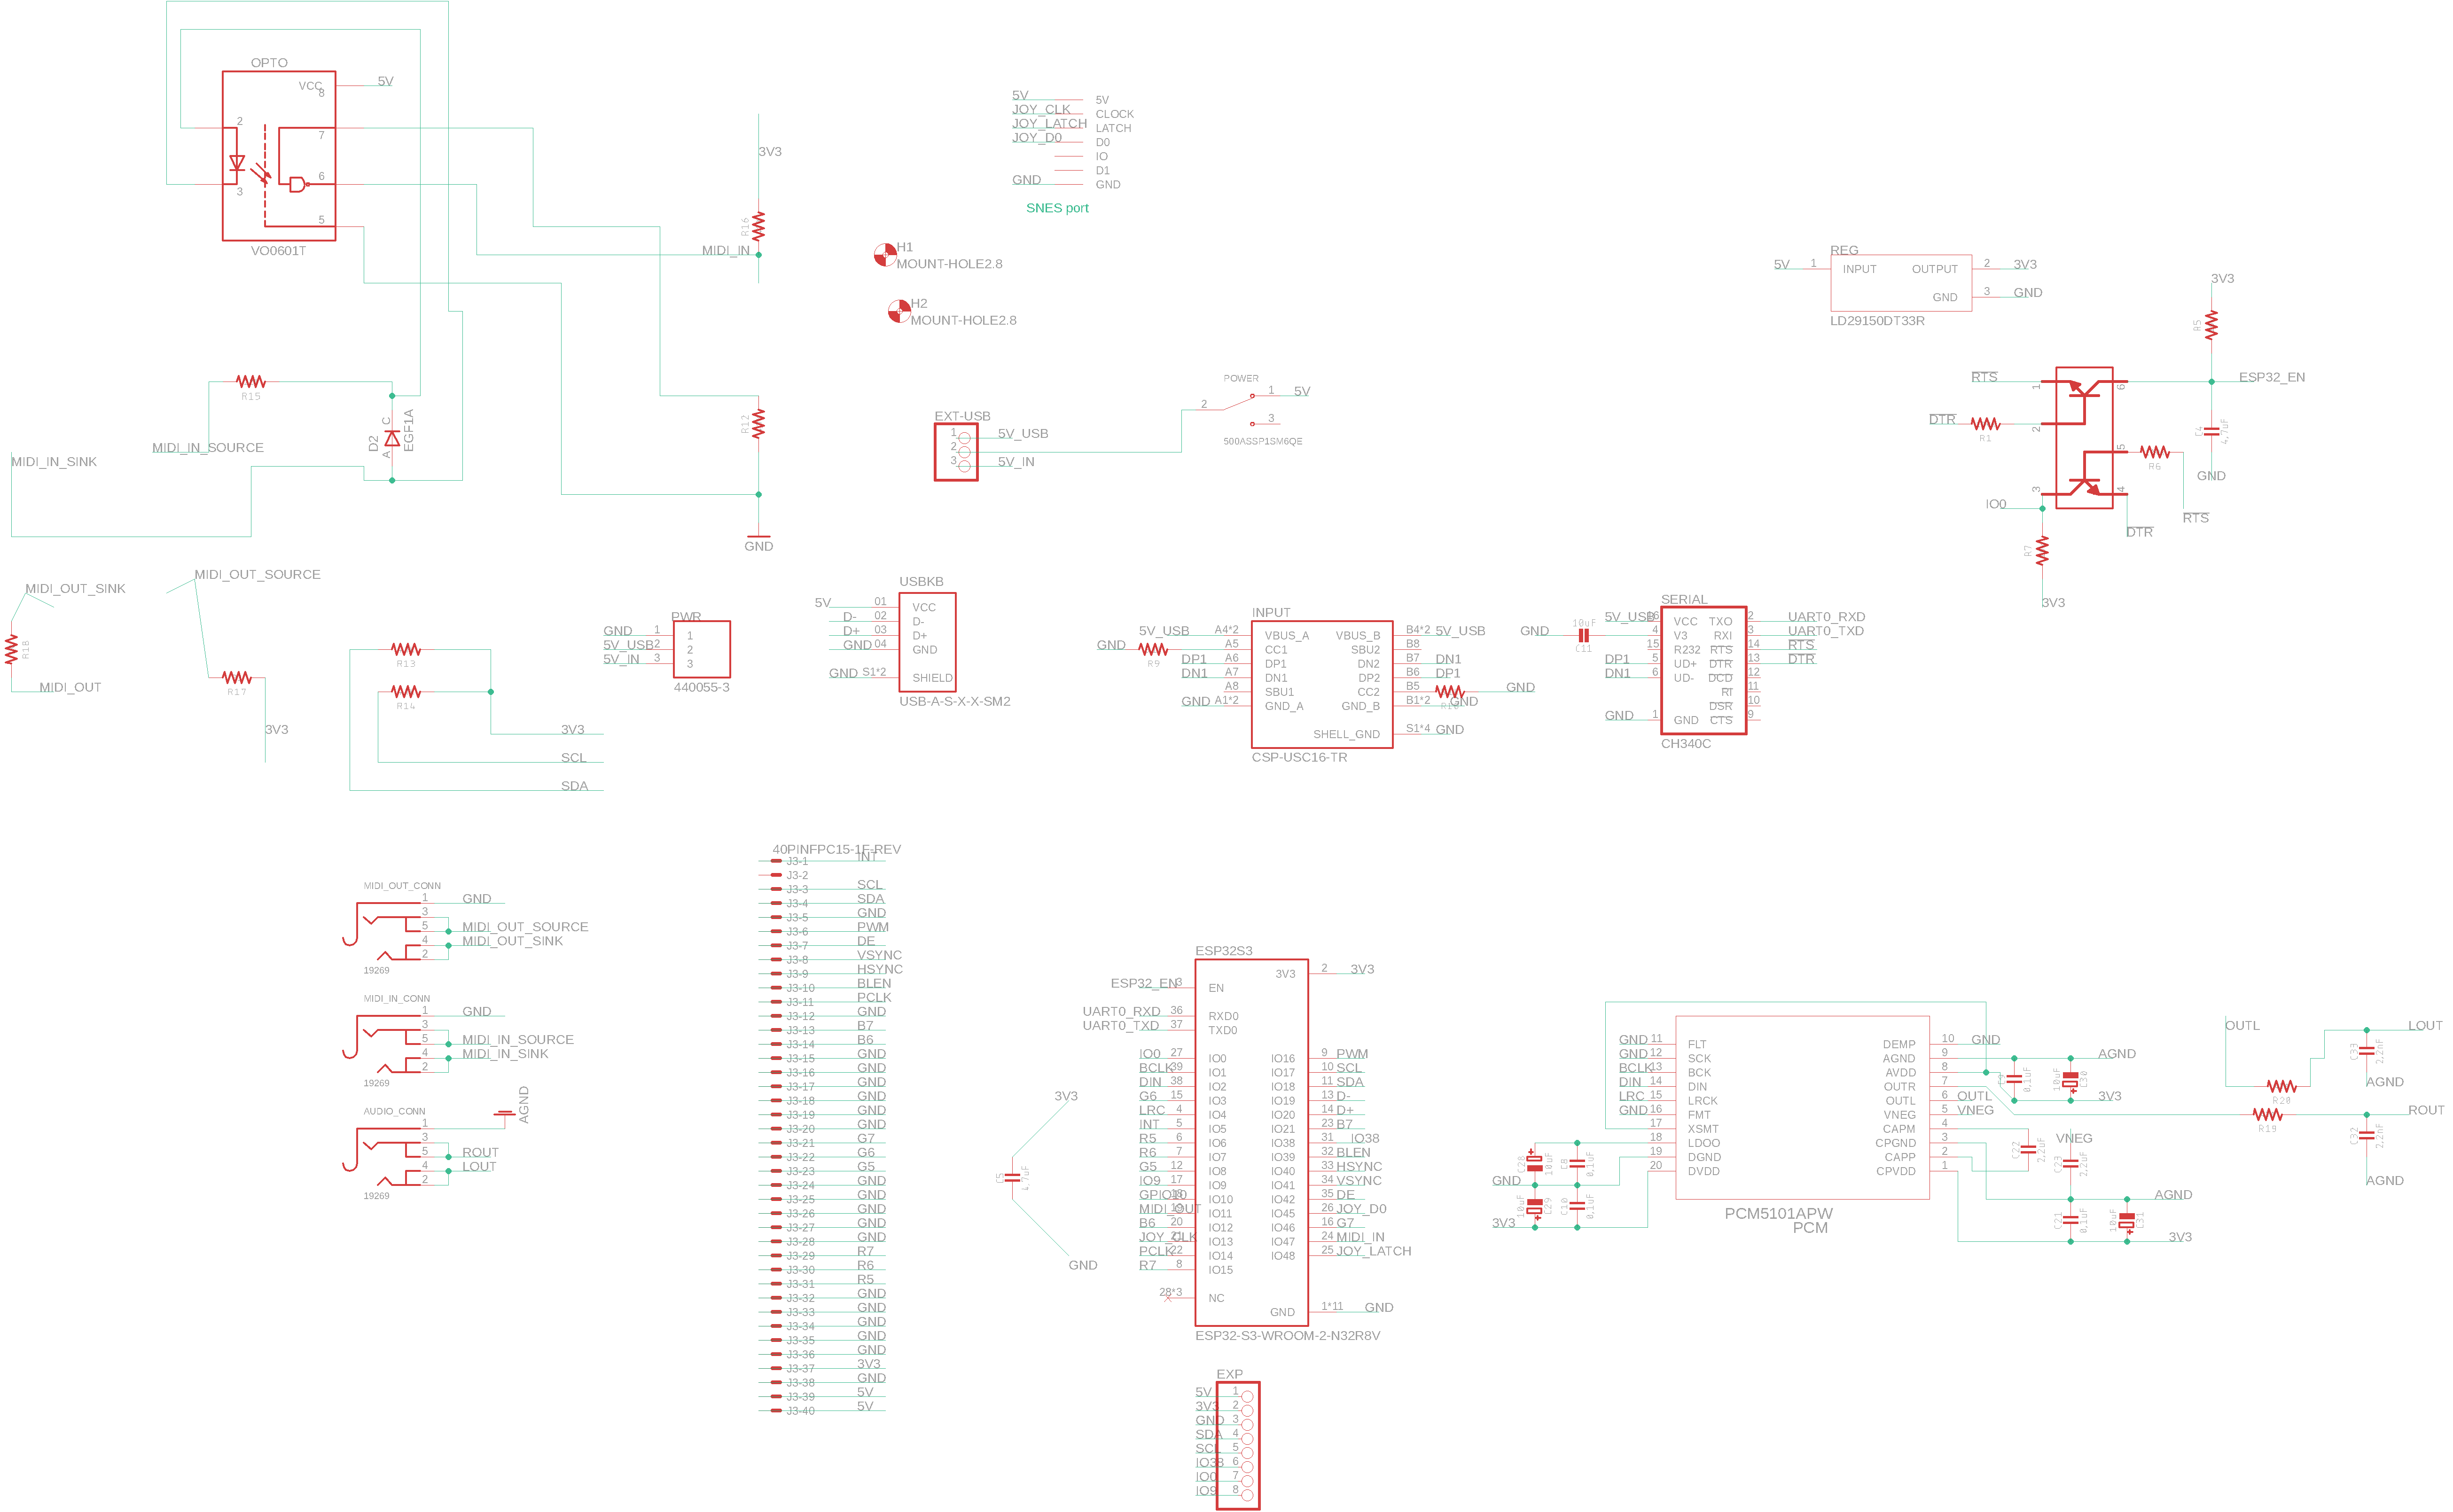 OPTO
VCC
8
5V
2
7
3
6
5
VO0601T
3V3
R16
MIDI_IN
5V
JOY_CLK
JOY_LATCH
JOY_D0
GND
5V
CLOCK
LATCH
D0
IO
D1
GND
SNES port
H1
MOUNT-HOLE2.8
H2
MOUNT-HOLE2.8
REG
5V 1 INPUT OUTPUT 2 3V3
GND 3 GND
LD29150DT33R
3V3
R5
RTS 1 6 ESP32_EN
DTR R1 2
C4 4.7uF
5 R6
GND
IO0 3 4
RTS
DTR
R7
3V3
R15
MIDI_IN_SOURCE
MIDI_IN_SINK
D2 A C EGF1A
R12
GND
EXT-USB
1 5V_USB
2
3 5V_IN
POWER
1 5V
2
3
500ASSP1SM6QE
MIDI_OUT_SINK
MIDI_OUT_SOURCE
R18
MIDI_OUT
R17
3V3
R13
R14
3V3
SCL
SDA
PWR
GND 1 1
5V_USB 2 2
5V_IN 3 3
440055-3
USBKB
5V 01 VCC
D- 02 D-
D+ 03 D+
GND 04 GND
GND S1*2 SHIELD
USB-A-S-X-X-SM2
INPUT
5V_USB A4*2 VBUS_A VBUS_B B4*2 5V_USB
GND R9 A5 CC1 SBU2 B8
DP1 A6 DP1 DN2 B7 DN1
DN1 A7 DN1 DP2 B6 DP1
A8 SBU1 CC2 B5 GND
GND A1*2 GND_A GND_B B1*2 GND
SHELL_GND S1*4 GND
CSP-USC16-TR
SERIAL
5V_USB 16 VCC TXO 2 UART0_RXD
GND 10uF C11 4 V3 RXI 3 UART0_TXD
15 R232 RTS 14 RTS
DP1 5 UD+ DTR 13 DTR
DN1 6 UD- DCD 12
RI 11
DSR 10
GND 1 GND CTS 9
CH340C
MIDI_OUT_CONN
1 GND
3
5 MIDI_OUT_SOURCE
4 MIDI_OUT_SINK
2
19269
MIDI_IN_CONN
1 GND
3
5 MIDI_IN_SOURCE
4 MIDI_IN_SINK
2
19269
AUDIO_CONN
AGND
1
3
5 ROUT
4 LOUT
2
19269
40PINFPC15-1F-REV
J3-1 INT
J3-2
J3-3 SCL
J3-4 SDA
J3-5 GND
J3-6 PWM
J3-7 DE
J3-8 VSYNC
J3-9 HSYNC
J3-10 BLEN
J3-11 PCLK
J3-12 GND
J3-13 B7
J3-14 B6
J3-15 GND
J3-16 GND
J3-17 GND
J3-18 GND
J3-19 GND
J3-20 GND
J3-21 G7
J3-22 G6
J3-23 G5
J3-24 GND
J3-25 GND
J3-26 GND
J3-27 GND
J3-28 GND
J3-29 R7
J3-30 R6
J3-31 R5
J3-32 GND
J3-33 GND
J3-34 GND
J3-35 GND
J3-36 GND
J3-37 3V3
J3-38 GND
J3-39 5V
J3-40 5V
3V3
C5 4.7uF
GND
ESP32S3
3V3 2 3V3
ESP32_EN 3 EN
UART0_RXD 36 RXD0
UART0_TXD 37 TXD0
IO0 27 IO0 IO16 9 PWM
BCLK 39 IO1 IO17 10 SCL
DIN 38 IO2 IO18 11 SDA
G6 15 IO3 IO19 13 D-
LRC 4 IO4 IO20 14 D+
INT 5 IO5 IO21 23 B7
R5 6 IO6 IO38 31 IO38
R6 7 IO7 IO39 32 BLEN
G5 12 IO8 IO40 33 HSYNC
IO9 17 IO9 IO41 34 VSYNC
GPIO10 18 IO10 IO42 35 DE
MIDI_OUT 19 IO11 IO45 26 JOY_D0
B6 20 IO12 IO46 16 G7
JOY_CLK 21 IO13 IO47 24 MIDI_IN
PCLK 22 IO14 IO48 25 JOY_LATCH
R7 8 IO15
28*3 NC
GND 1*11 GND
ESP32-S3-WROOM-2-N32R8V
EXP
5V 1
3V3 2
GND 3
SDA 4
SCL 5
IO38 6
IO0 7
IO9 8
GND 11 FLT DEMP 10 GND
GND 12 SCK AGND 9 AGND
BCLK 13 BCK AVDD 8
DIN 14 DIN OUTR 7
LRC 15 LRCK OUTL 6 OUTL
GND 16 FMT VNEG 5 VNEG
17 XSMT CAPM 4
18 LDOO CPGND 3
19 DGND CAPP 2
20 DVDD CPVDD 1
PCM5101APW
PCM
C28 10uF
C8 0.1uF
GND
10uF C29
C10 0.1uF
3V3
0.1uF
10uF C30
3V3
VNEG
C22 2.2uF
C23 2.2uF
AGND
C21 0.1uF
10uF C31
3V3
OUTL
R20
R19
LOUT
C33 2.2nF
AGND
ROUT
C32 2.2nF
AGND